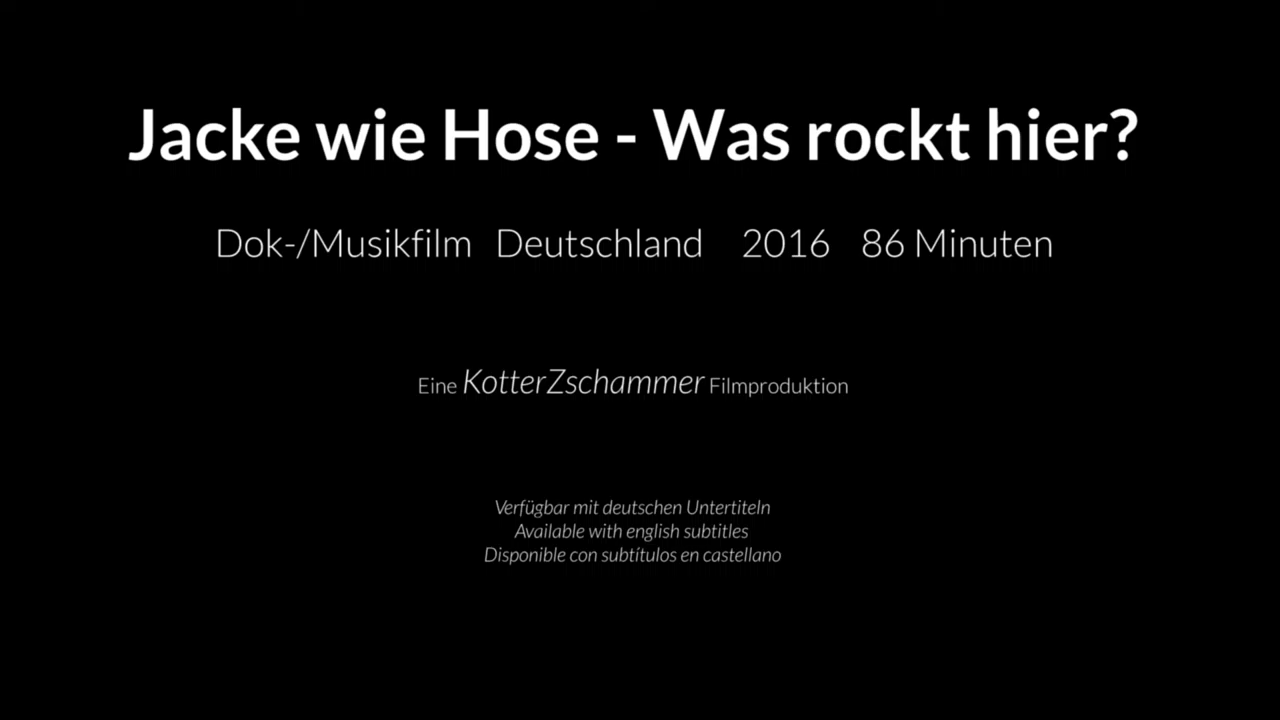 Jacke wie Hose - Was rockt hier?
Dok-/Musikfilm Deutschland 2016 86 Minuten
Eine KotterZschammer Filmproduktion
Verfügbar mit deutschen Untertiteln
Available with english subtitles
Disponible con subtítulos en castellano